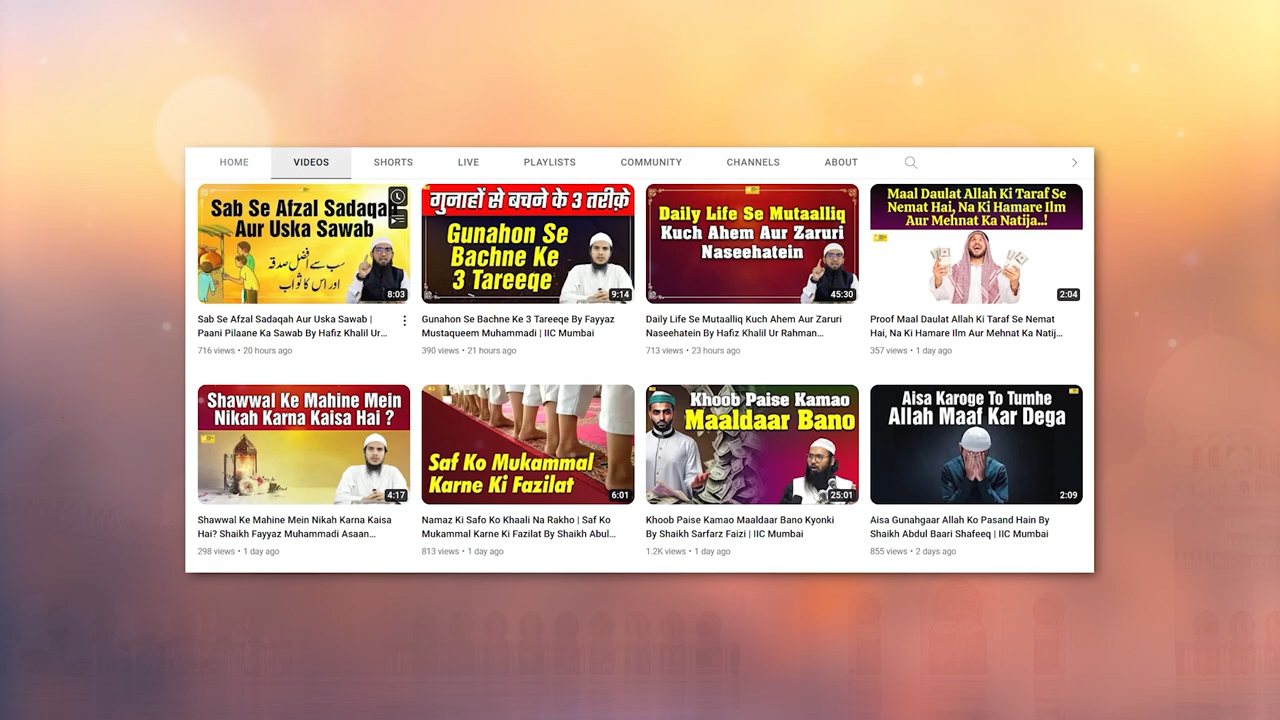 HOME VIDEOS SHORTS LIVE PLAYLISTS COMMUNITY CHANNELS ABOUT
Sab Se Afzal Sadaqah
Aur Uska Sawab
سب سے افضل صدقہ
اور اس کا ثواب
8:03
Sab Se Afzal Sadaqah Aur Uska Sawab |
Paani Pilaane Ka Sawab By Hafiz Khalil Ur...
716 views • 20 hours ago
गुनाहों से बचने के 3 तरीक़े
Gunahon Se
Bachne Ke
3 Tareeqe
9:14
Gunahon Se Bachne Ke 3 Tareeqe By Fayyaz
Mustaqueem Muhammadi | IIC Mumbai
390 views • 21 hours ago
Daily Life Se Mutaalliq
Kuch Ahem Aur Zaruri
Naseehatein
45:30
Daily Life Se Mutaalliq Kuch Ahem Aur Zaruri
Naseehatein By Hafiz Khalil Ur Rahman...
713 views • 23 hours ago
Maal Daulat Allah Ki Taraf Se
Nemat Hai, Na Ki Hamare Ilm
Aur Mehnat Ka Natija..!
2:04
Proof Maal Daulat Allah Ki Taraf Se Nemat
Hai, Na Ki Hamare Ilm Aur Mehnat Ka Natij...
357 views • 1 day ago
Shawwal Ke Mahine Mein
Nikah Karna Kaisa Hai ?
4:17
Shawwal Ke Mahine Mein Nikah Karna Kaisa
Hai? Shaikh Fayyaz Muhammadi Asaan...
298 views • 1 day ago
Saf Ko Mukammal
Karne Ki Fazilat
6:01
Namaz Ki Safo Ko Khaali Na Rakho | Saf Ko
Mukammal Karne Ki Fazilat By Shaikh Abul...
813 views • 1 day ago
Khoob Paise Kamao
Maaldaar Bano
25:01
Khoob Paise Kamao Maaldaar Bano Kyonki
By Shaikh Sarfarz Faizi | IIC Mumbai
1.2K views • 1 day ago
Aisa Karoge To Tumhe
Allah Maaf Kar Dega
2:09
Aisa Gunahgaar Allah Ko Pasand Hain By
Shaikh Abdul Baari Shafeeq | IIC Mumbai
855 views • 2 days ago